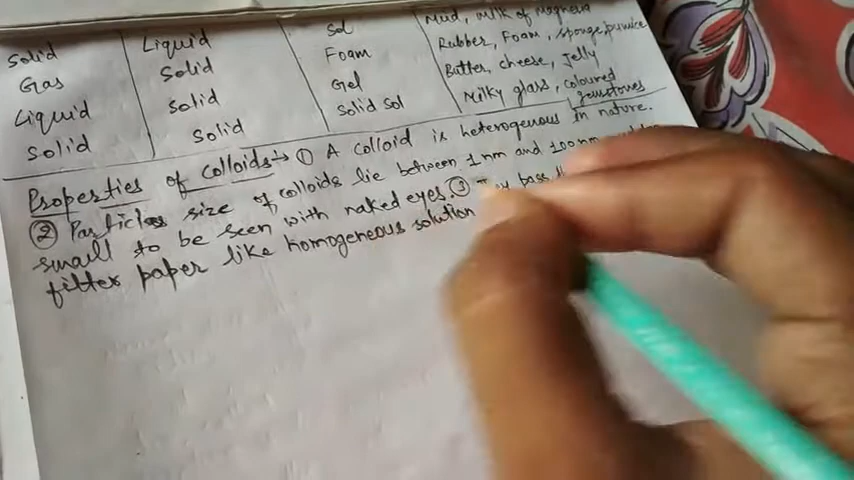 Solid Liquid Sol Mud, Milk of Magnesia
Gas Solid Foam Rubber, Foam, sponge, pumice
Liquid Solid Gel Butter, cheese, Jelly
Solid Solid Solid Sol Milky glass, coloured gemstones
Properties of Colloids → ① A colloid is heterogenous in nature.
② Particles size of colloids lie between 1nm and 100nm
small to be seen with naked eyes. ③ pass
filter paper like homogeneous solution